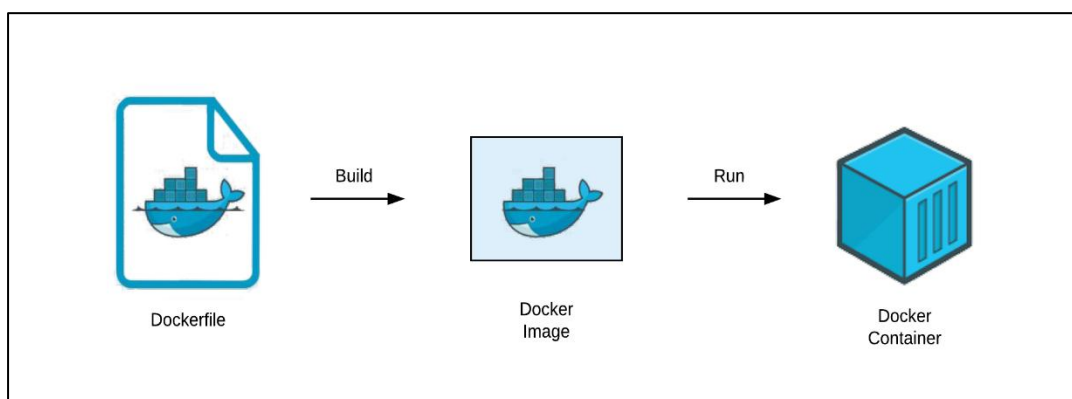 Build
Run
Dockerfile
Docker
Image
Docker
Container